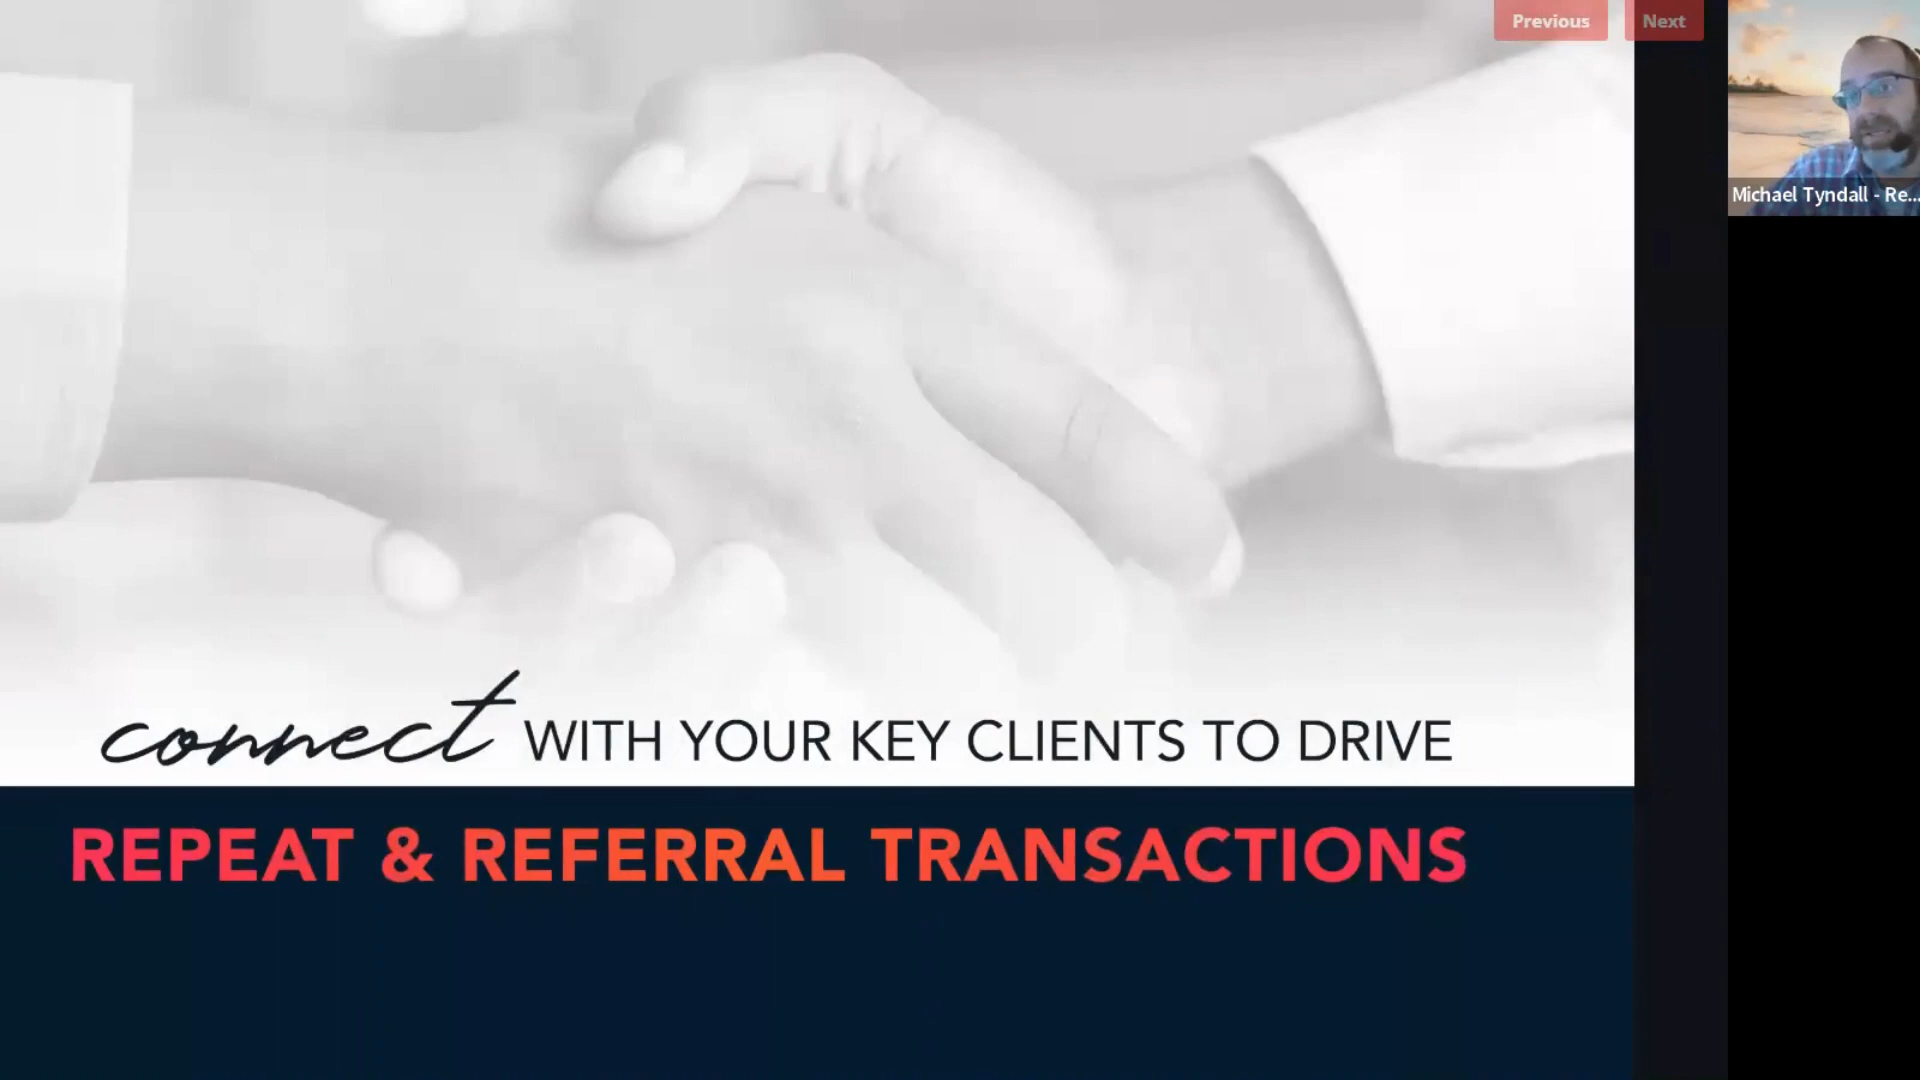 Previous Next
Michael Tyndall - Re...
connect WITH YOUR KEY CLIENTS TO DRIVE
REPEAT & REFERRAL TRANSACTIONS